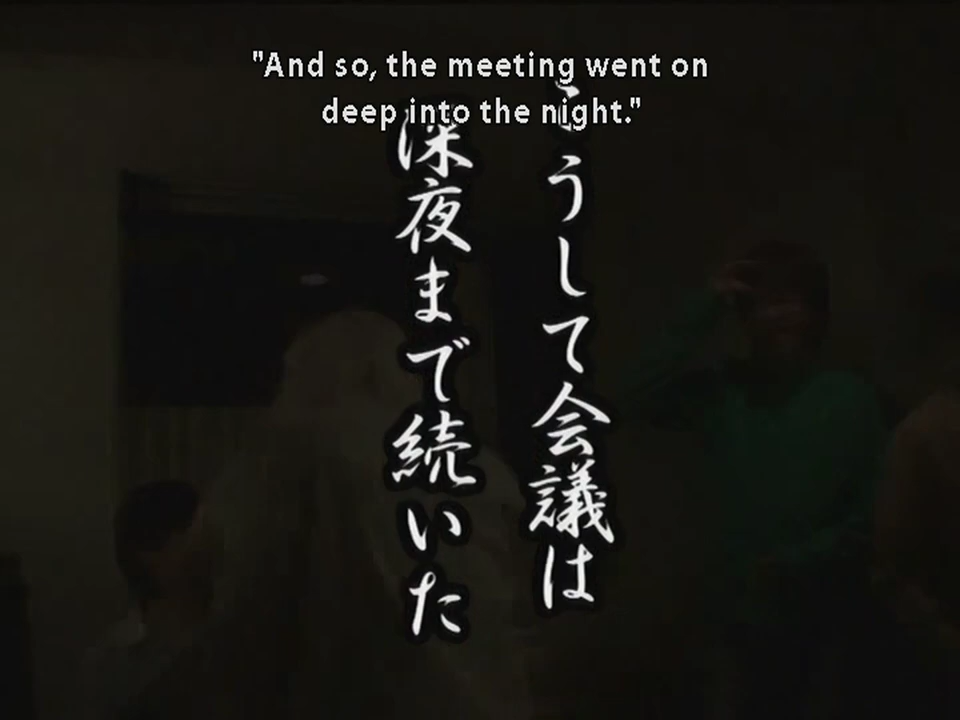 "And so, the meeting went on
deep into the night."
こうして会議は
深夜まで続いた